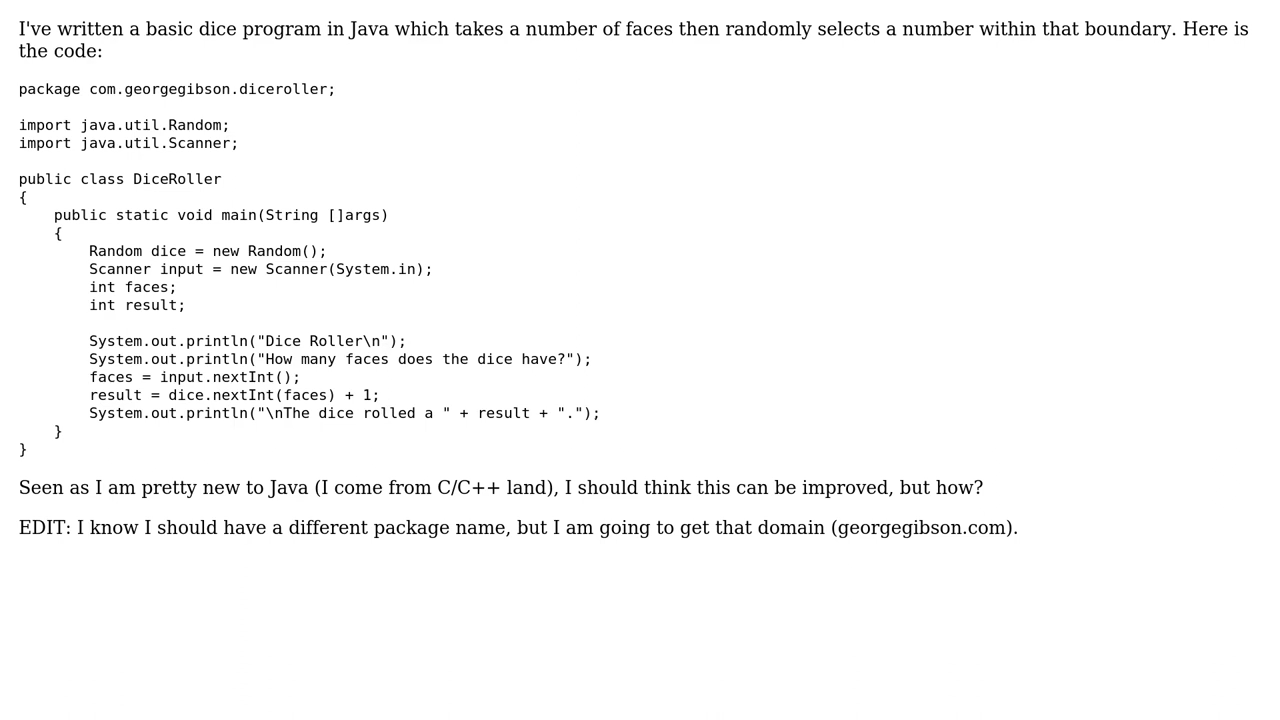 I've written a basic dice program in Java which takes a number of faces then randomly selects a number within that boundary. Here is
the code:
package com.georgegibson.diceroller;
import java.util.Random;
import java.util.Scanner;
public class DiceRoller
{
    public static void main(String []args)
    {
        Random dice = new Random();
        Scanner input = new Scanner(System.in);
        int faces;
        int result;
        System.out.println("Dice Roller\n");
        System.out.println("How many faces does the dice have?");
        faces = input.nextInt();
        result = dice.nextInt(faces) + 1;
        System.out.println("\nThe dice rolled a " + result + ".");
    }
}
Seen as I am pretty new to Java (I come from C/C++ land), I should think this can be improved, but how?
EDIT: I know I should have a different package name, but I am going to get that domain (georgegibson.com).